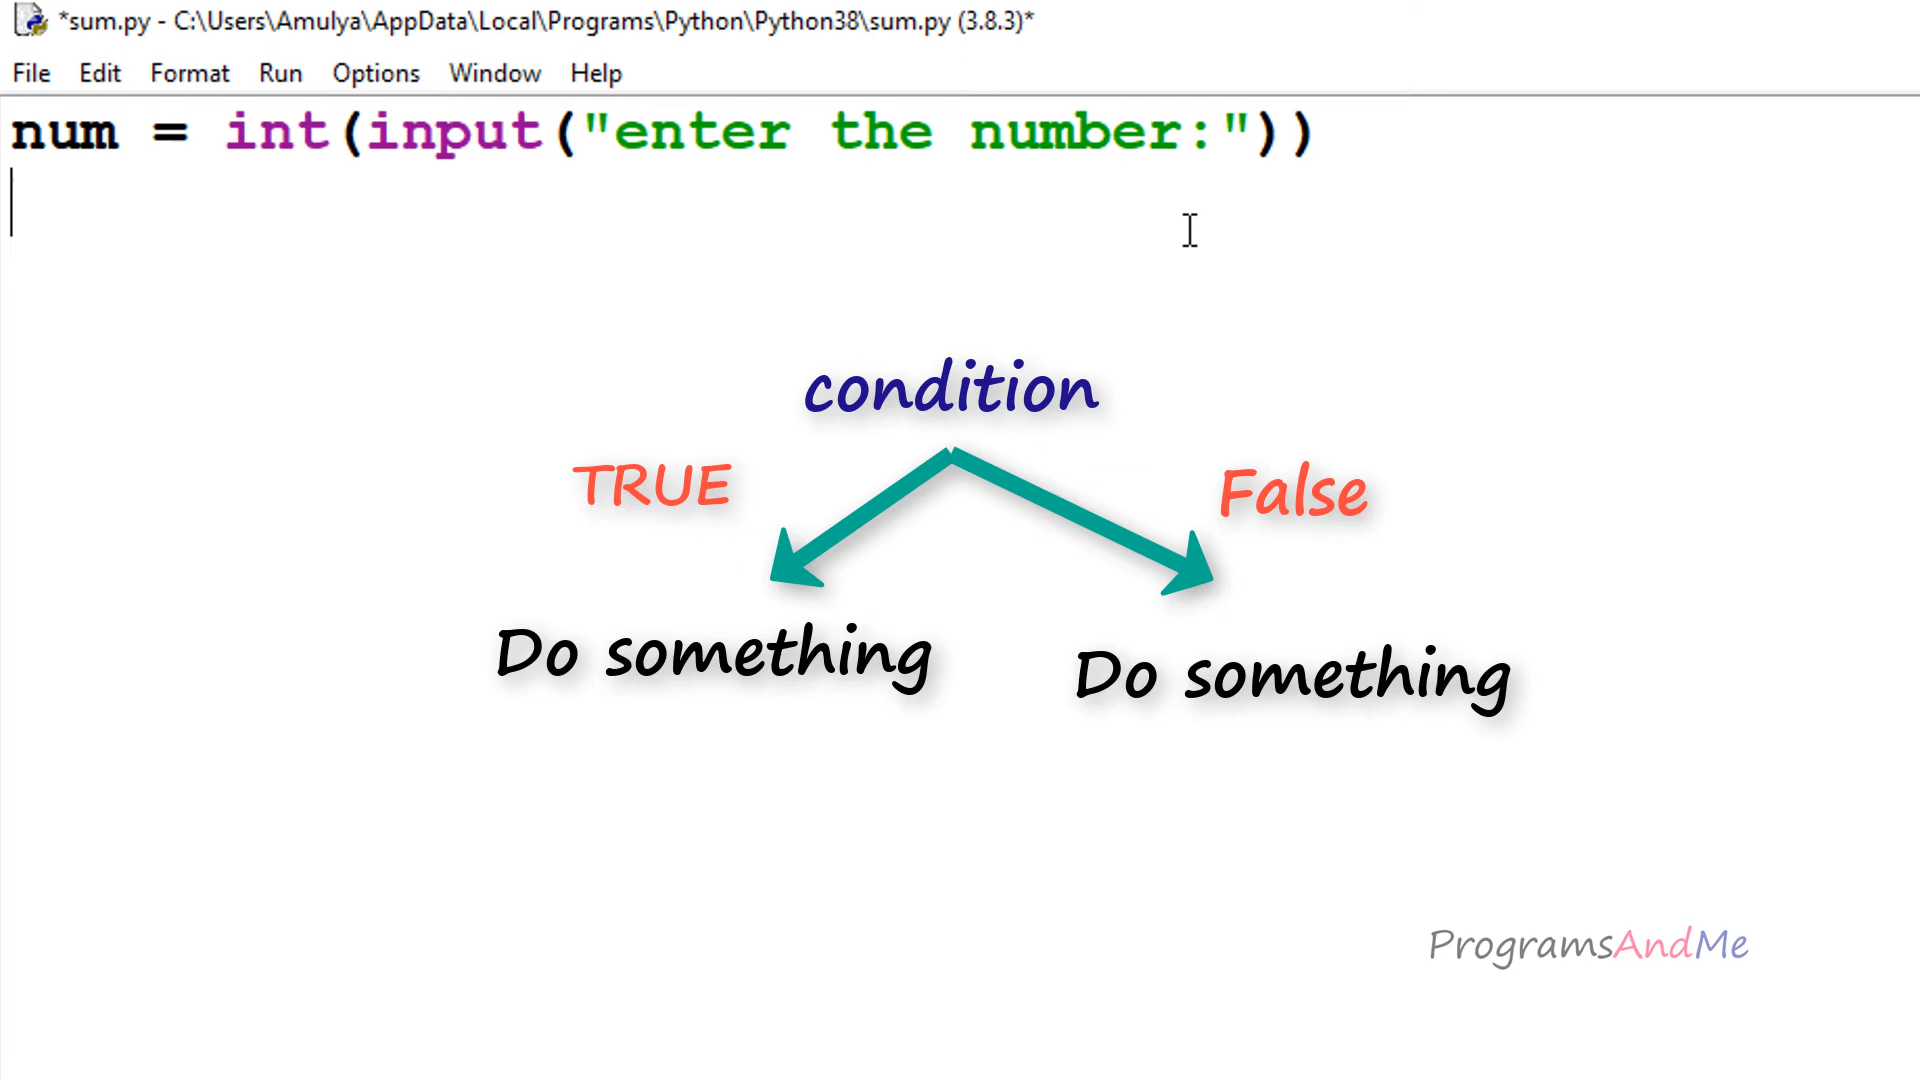 *sum.py - C:\Users\Amulya\AppData\Local\Programs\Python\Python38\sum.py (3.8.3)*
File Edit Format Run Options Window Help
num = int(input("enter the number:"))
condition
TRUE False
Do something Do something
ProgramsAndMe